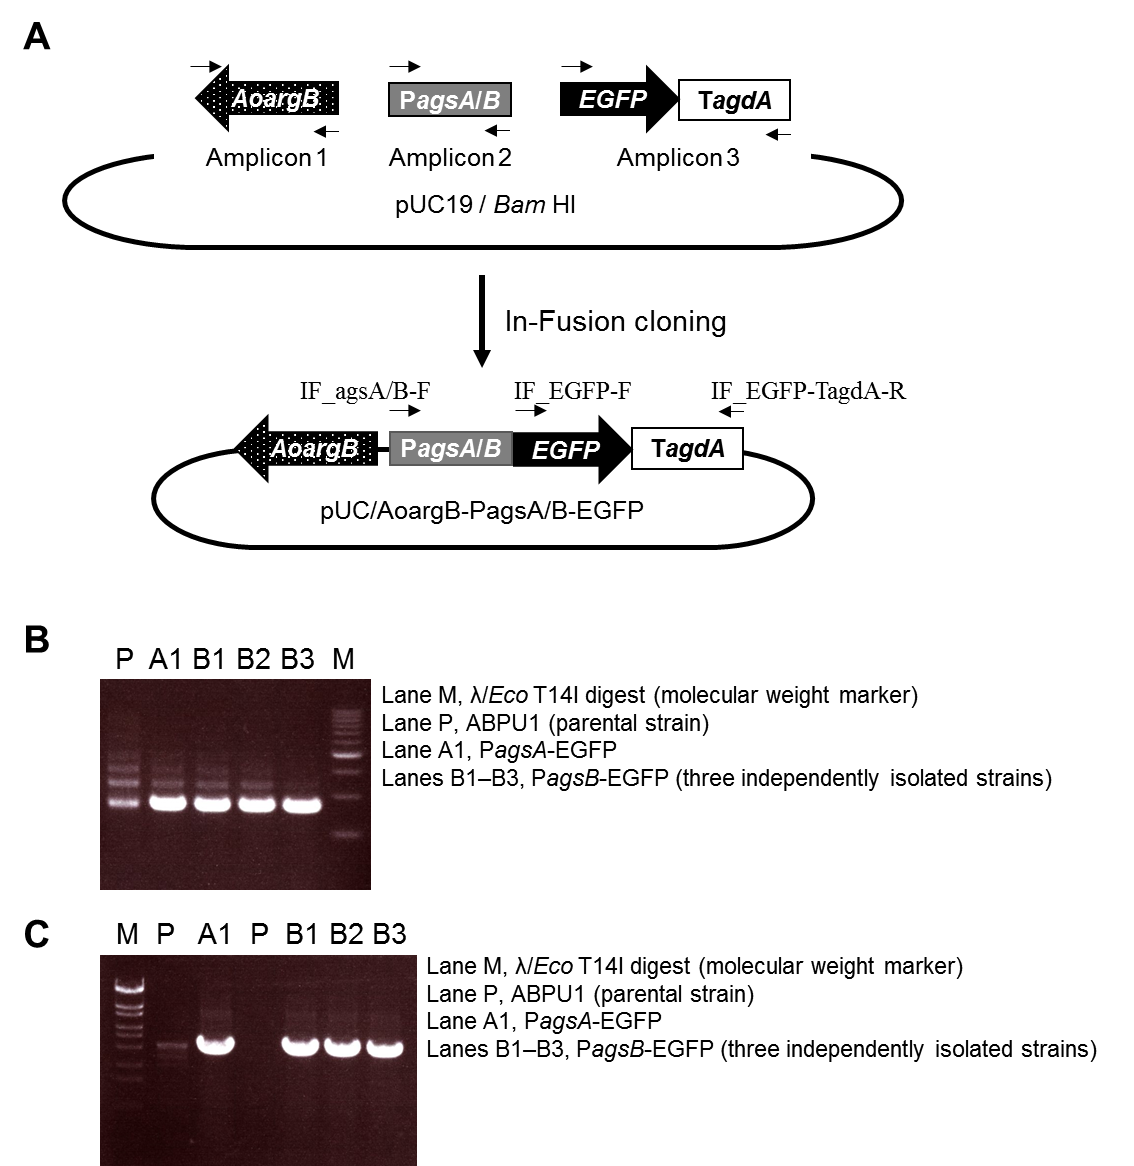 A
AoargB PagsA/B EGFP TagdA
Amplicon 1 Amplicon 2 Amplicon 3
pUC19 / Bam HI
In-Fusion cloning
IF_agsA/B-F IF_EGFP-F IF_EGFP-TagdA-R
AoargB PagsA/B EGFP TagdA
pUC/AoargB-PagsA/B-EGFP
B
P A1 B1 B2 B3 M
Lane M, λ/Eco T14I digest (molecular weight marker)
Lane P, ABPU1 (parental strain)
Lane A1, PagsA-EGFP
Lanes B1–B3, PagsB-EGFP (three independently isolated strains)
C
M P A1 P B1 B2 B3
Lane M, λ/Eco T14I digest (molecular weight marker)
Lane P, ABPU1 (parental strain)
Lane A1, PagsA-EGFP
Lanes B1–B3, PagsB-EGFP (three independently isolated strains)